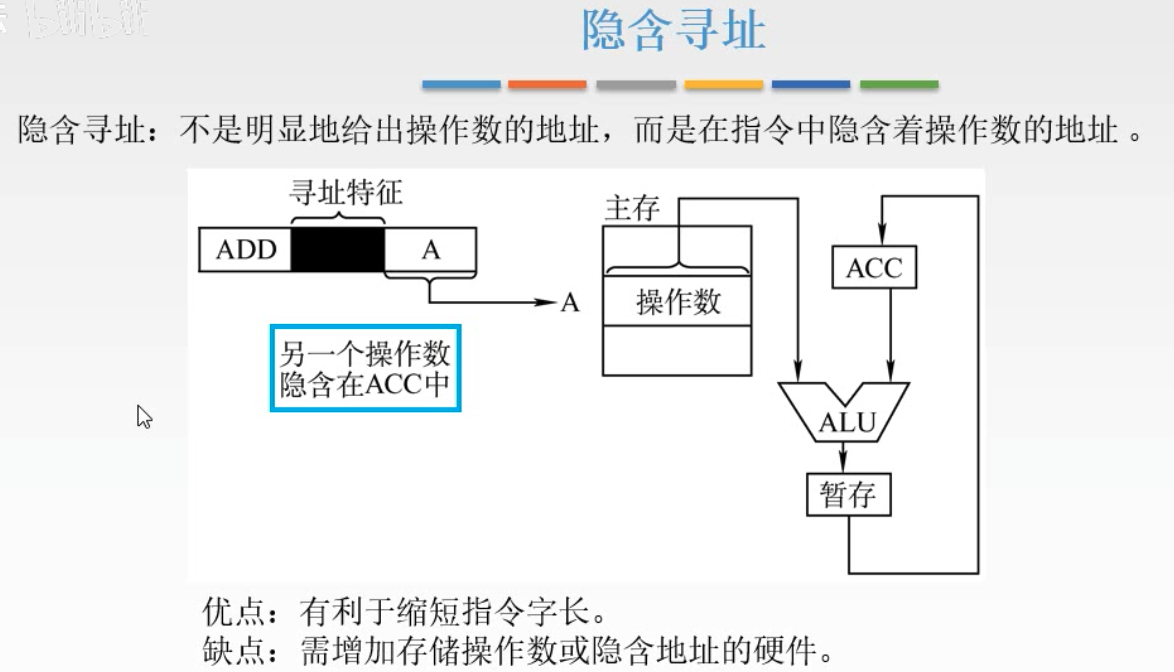 隐含寻址
隐含寻址：不是明显地给出操作数的地址，而是在指令中隐含着操作数的地址 。
寻址特征
ADD
A
A
另一个操作数
隐含在ACC中
主存
操作数
ACC
ALU
暂存
优点：有利于缩短指令字长。
缺点：需增加存储操作数或隐含地址的硬件。